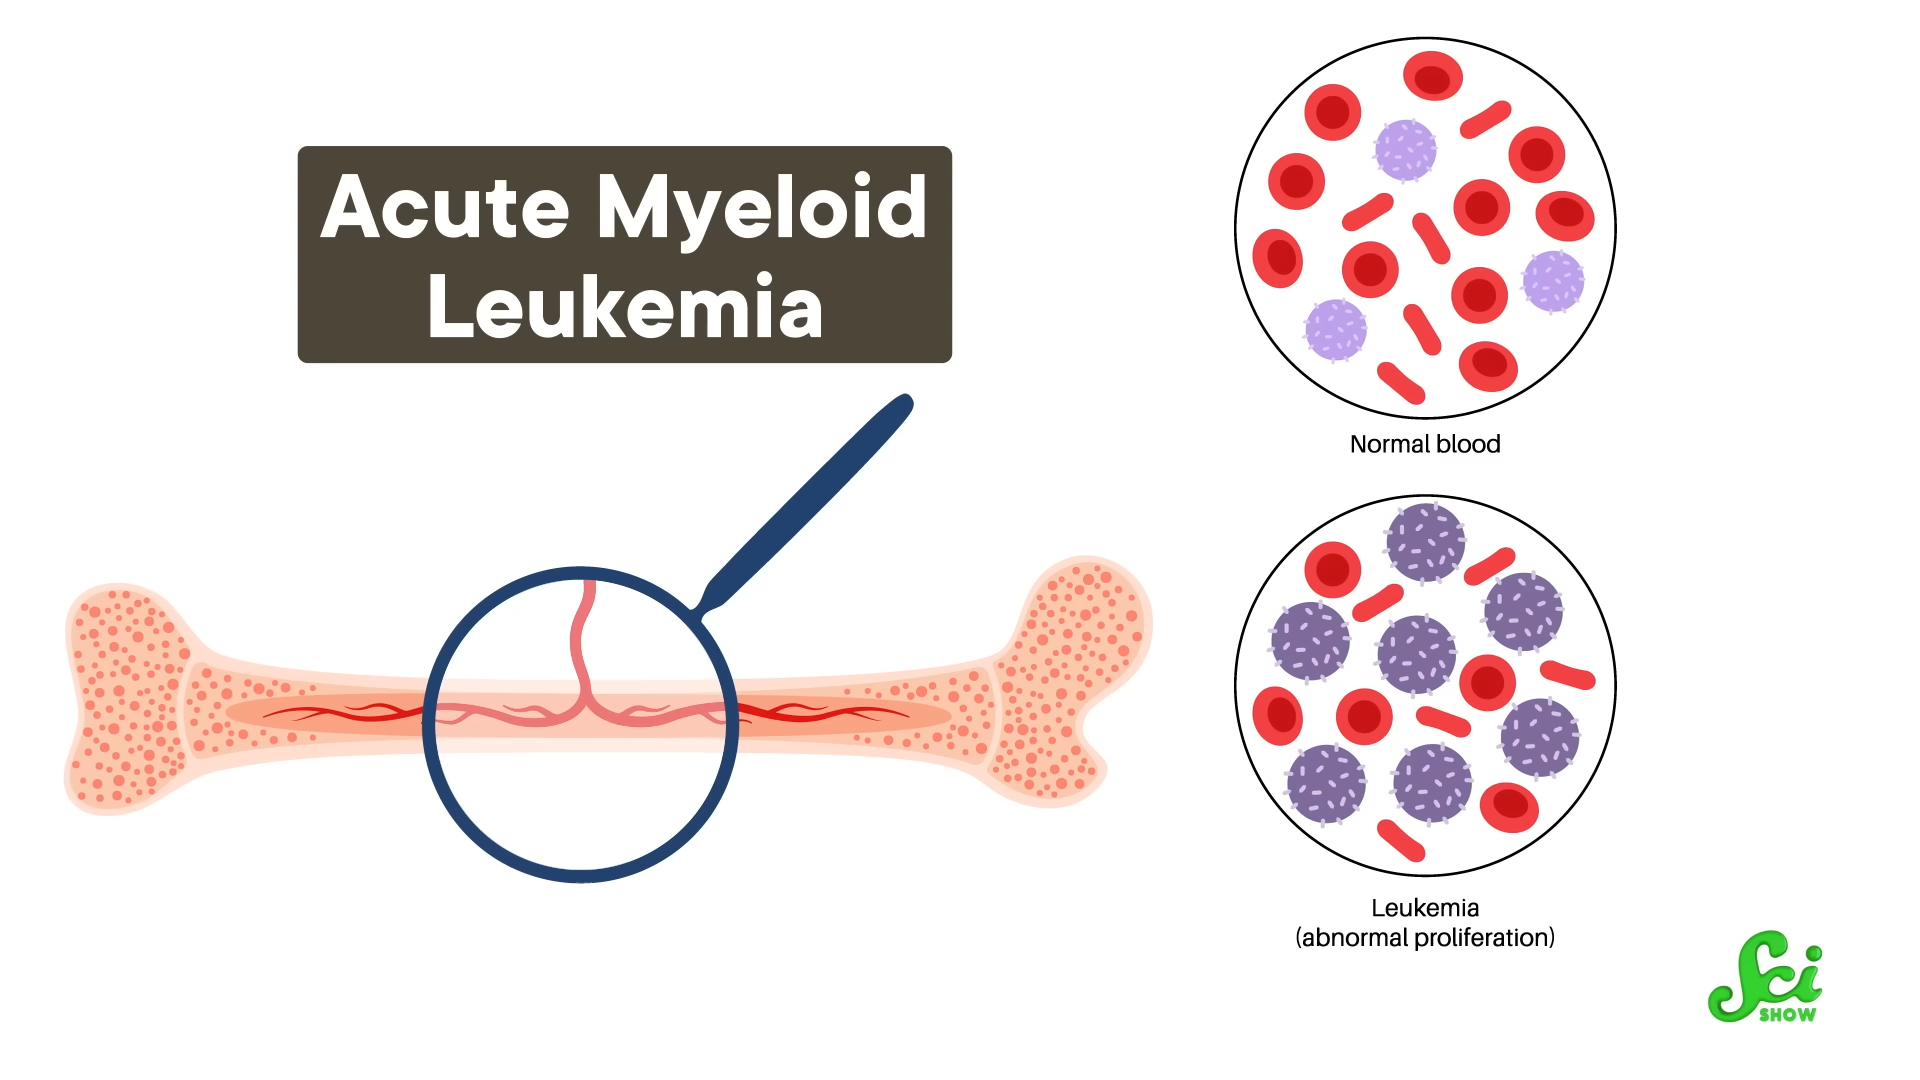 Acute Myeloid
Leukemia
Normal blood
Leukemia
(abnormal proliferation)
Sci
SHOW